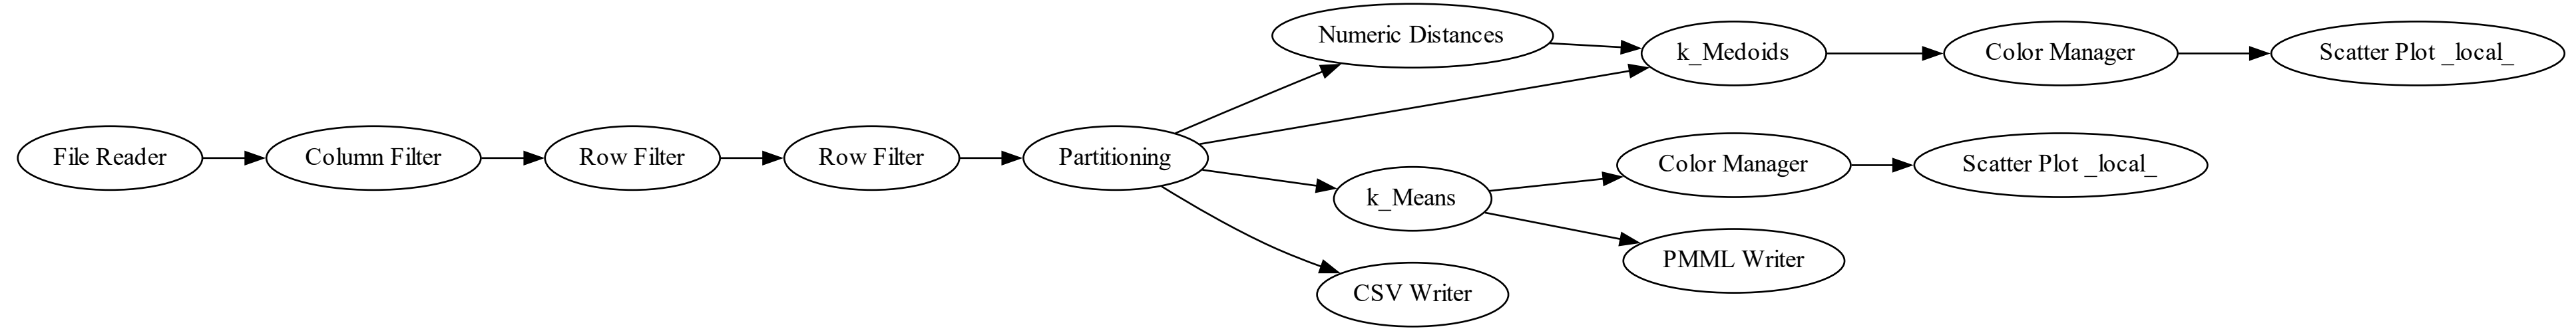 Numeric Distances
k_Medoids
Color Manager
Scatter Plot _local_
File Reader
Column Filter
Row Filter
Row Filter
Partitioning
Color Manager
Scatter Plot _local_
k_Means
PMML Writer
CSV Writer